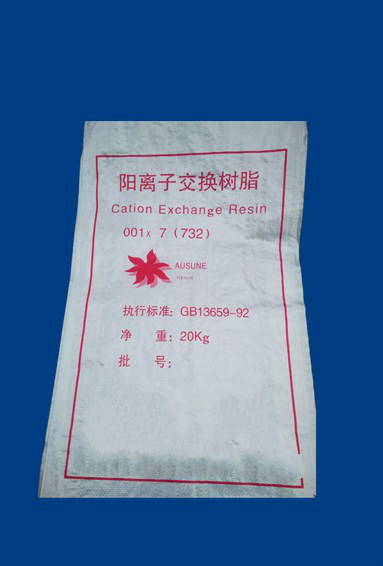 阳离子交换树脂
Cation Exchange Resin
001x 7 (732)
AUSUNE
执行标准: GB13659-92
净 重: 20Kg
批 号: